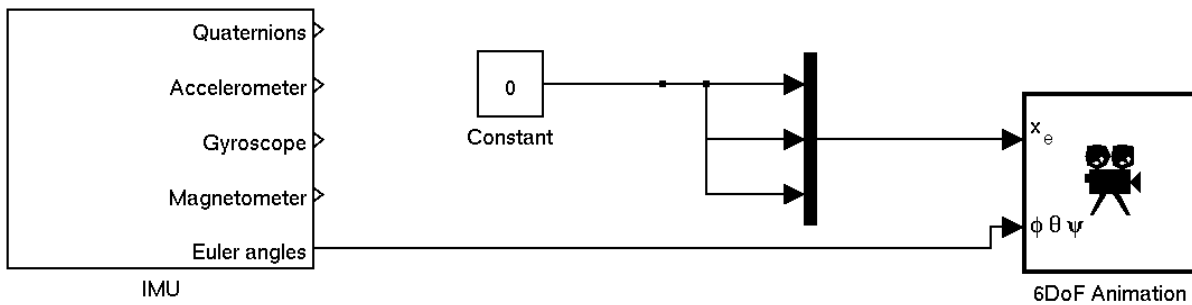 Quaternions
Accelerometer
Gyroscope
Magnetometer
Euler angles
IMU
0
Constant
xe
ϕ θ ψ
6DoF Animation